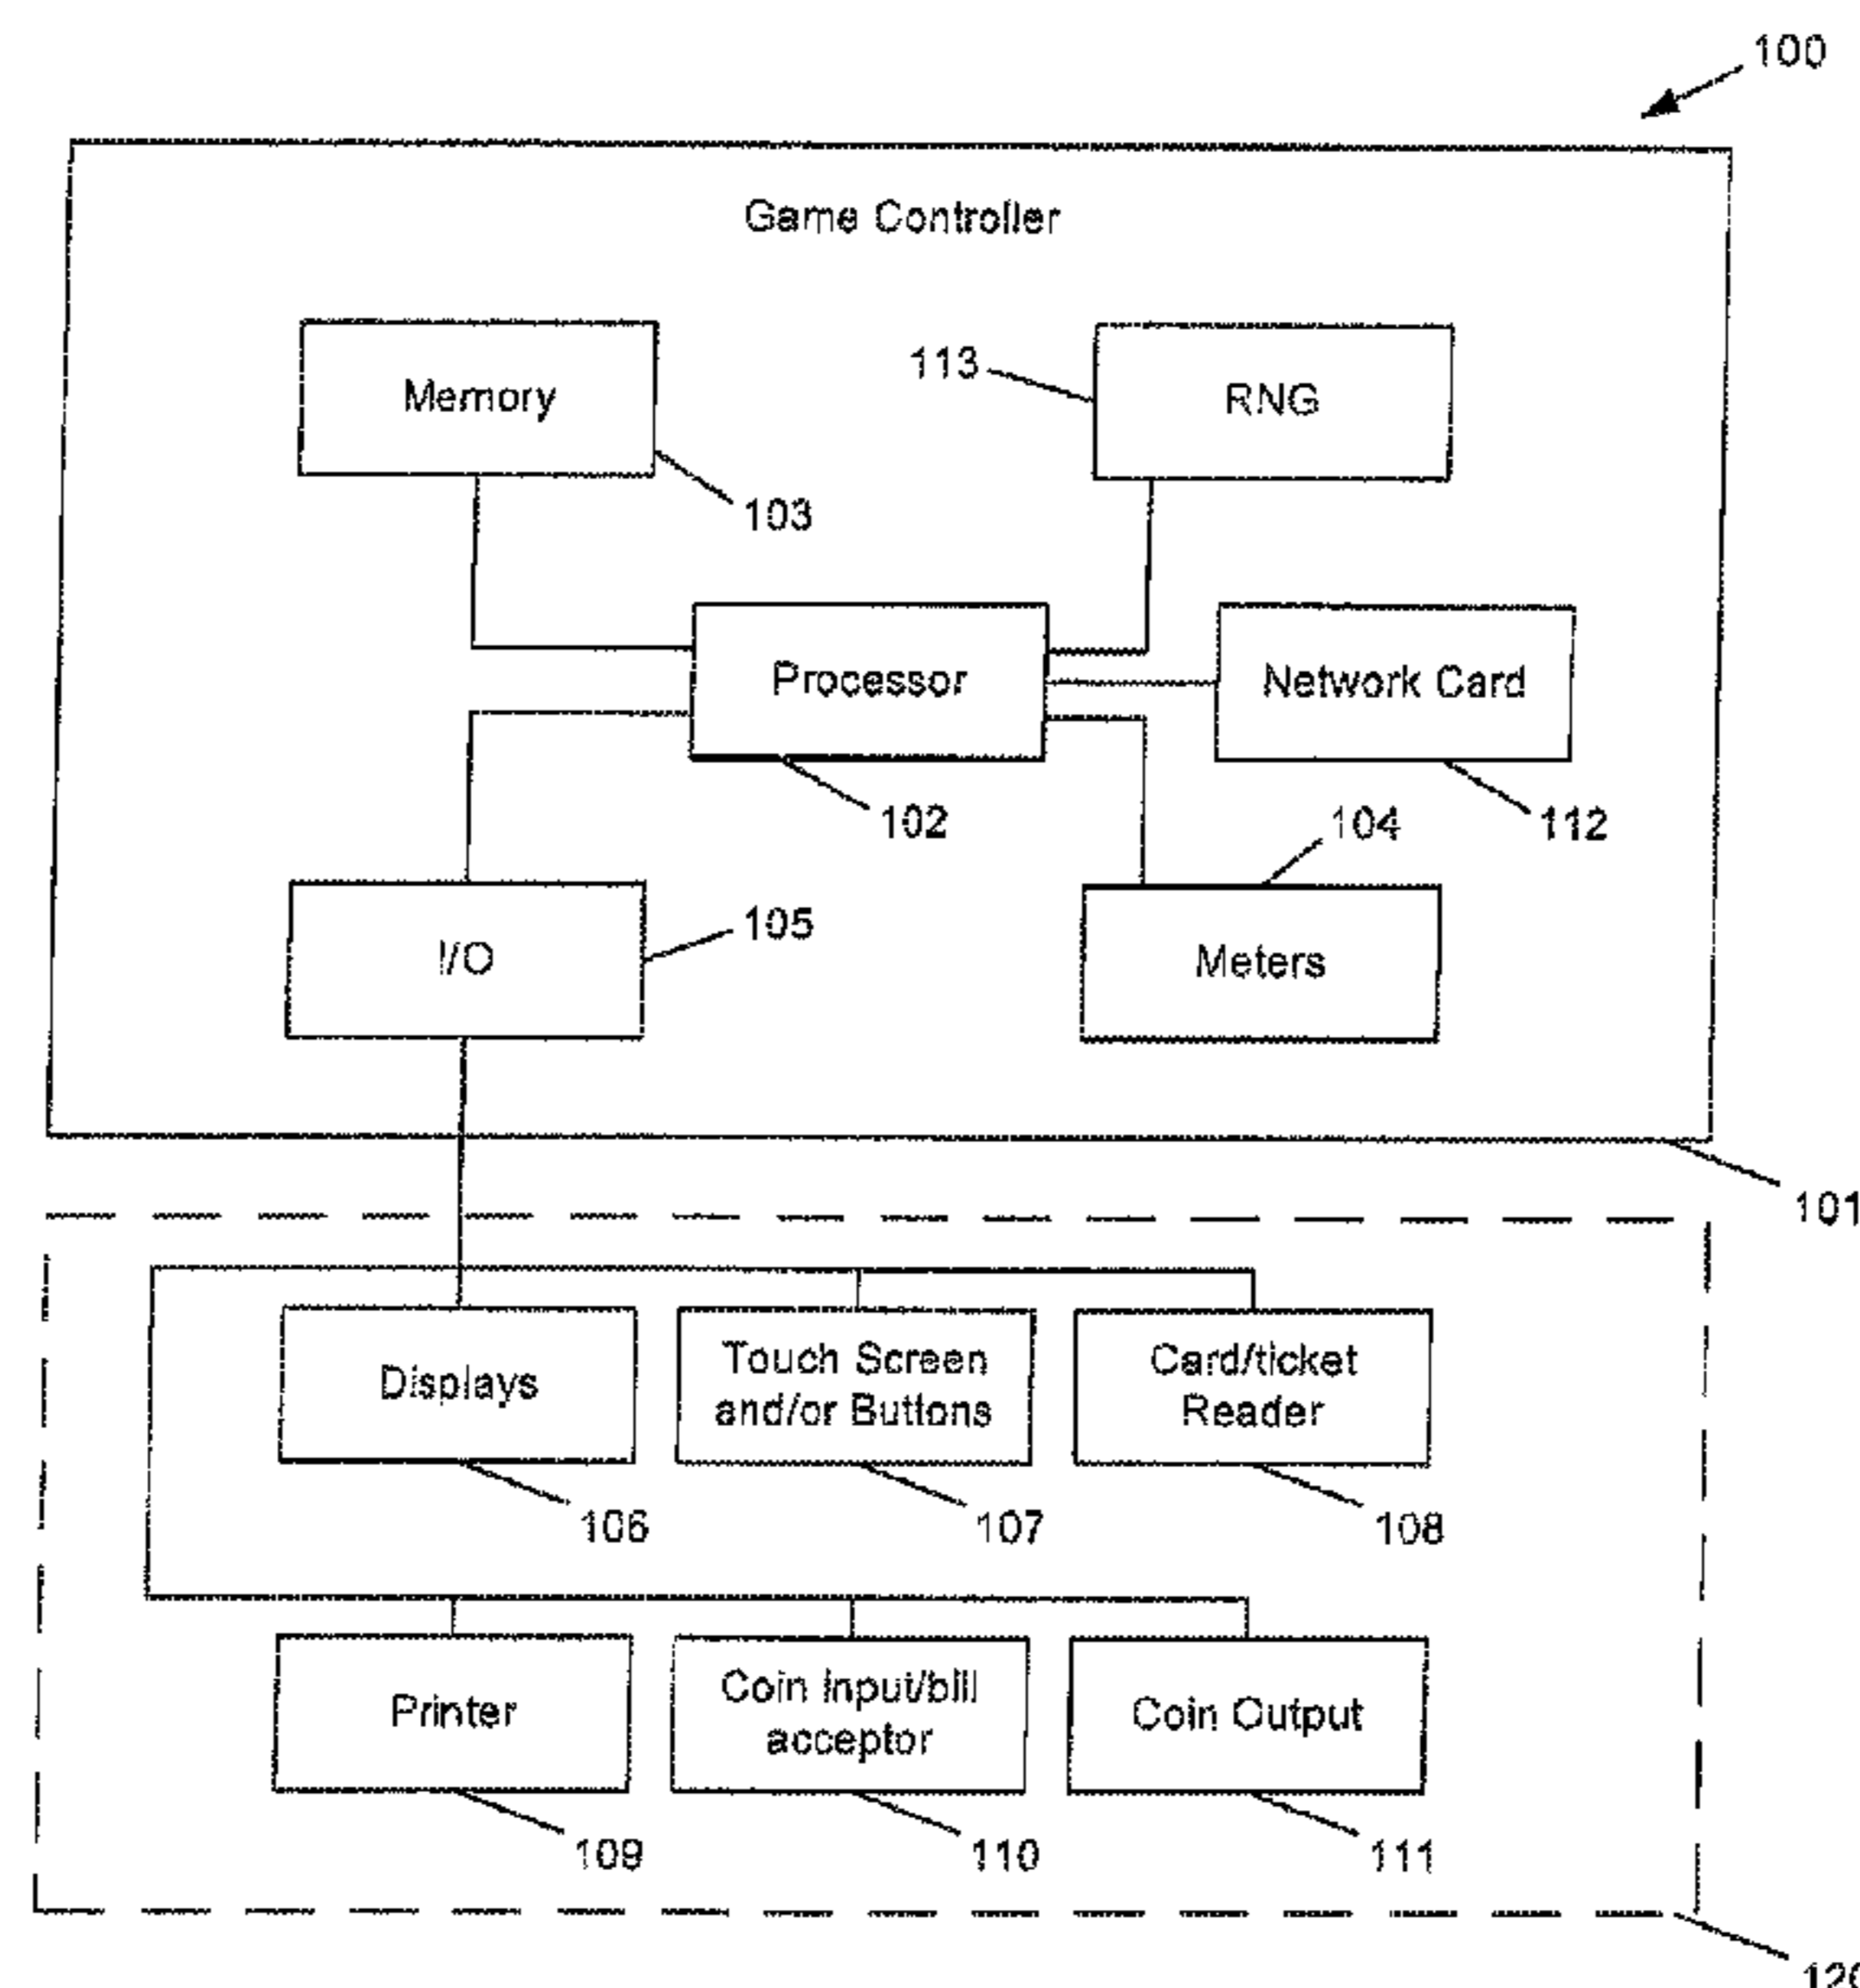 100
Game Controller
Memory
113
RNG
103
Processor
Network Card
102
104
112
105
I/O
Meters
101
Displays
Touch Screen
and/or Buttons
Card/ticket
Reader
106
107
108
Printer
Coin Input/bill
acceptor
Coin Output
109
110
111
120